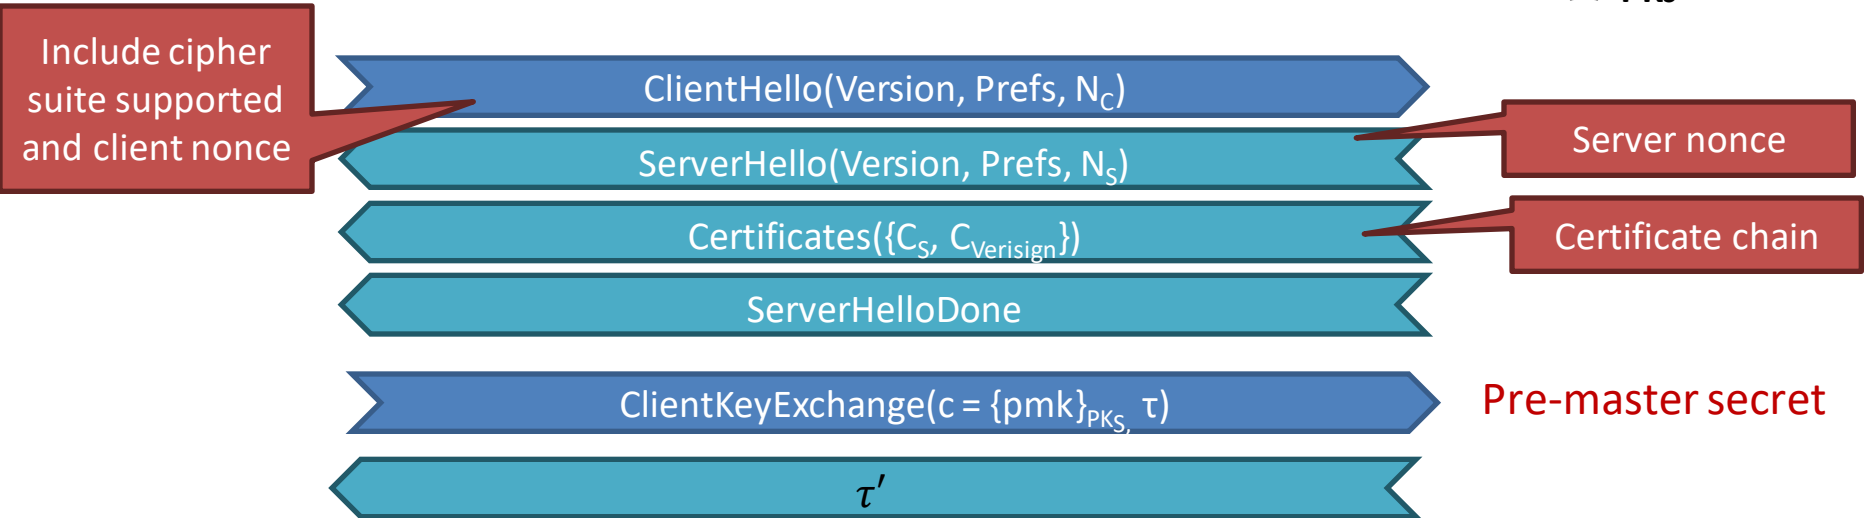 Include cipher
suite supported
and client nonce
ClientHello(Version, Prefs, N_C)
ServerHello(Version, Prefs, N_S)
Server nonce
Certificates({C_S, C_Verisign})
Certificate chain
ServerHelloDone
ClientKeyExchange(c = {pmk}_PK_S, τ)
Pre-master secret
τ′